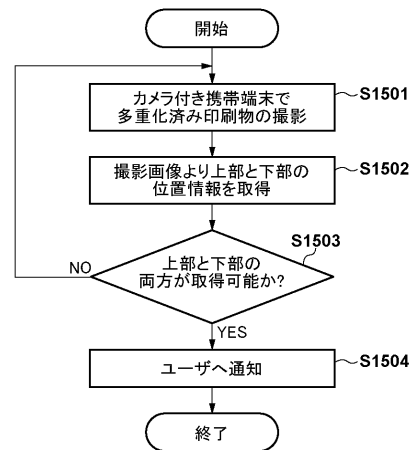 開始
カメラ付き携帯端末で
多重化済み印刷物の撮影
S1501
撮影画像より上部と下部の
位置情報を取得
S1502
S1503
上部と下部の
両方が取得可能か?
NO
YES
ユーザへ通知
S1504
終了